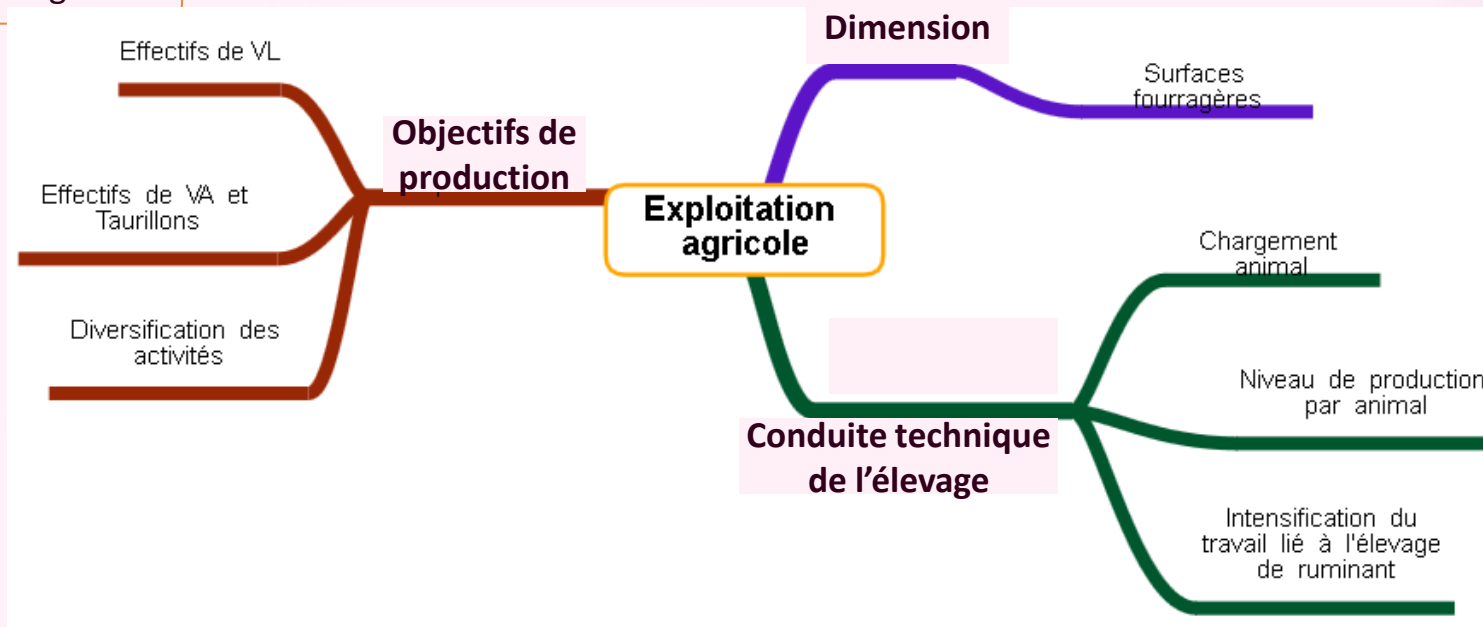 Dimension
Effectifs de VL
Surfaces
fourragères
Objectifs de
production
Effectifs de VA et
Taurillons
Exploitation
agricole
Chargement
animal
Diversification des
activités
Niveau de production
par animal
Conduite technique
de l’élevage
Intensification du
travail lié à l'élevage
de ruminant